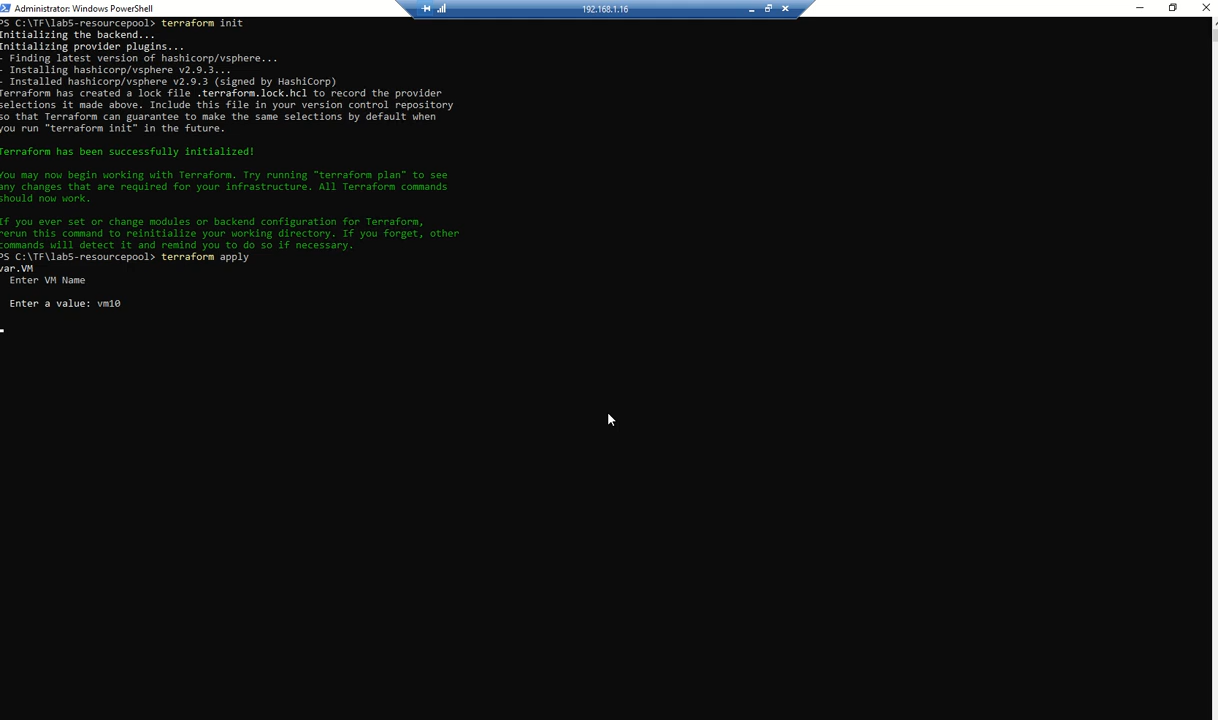 Administrator: Windows PowerShell
192.168.1.16
PS C:\TF\lab5-resourcepool> terraform init
Initializing the backend...
Initializing provider plugins...
- Finding latest version of hashicorp/vsphere...
- Installing hashicorp/vsphere v2.9.3...
- Installed hashicorp/vsphere v2.9.3 (signed by HashiCorp)
Terraform has created a lock file .terraform.lock.hcl to record the provider
selections it made above. Include this file in your version control repository
so that Terraform can guarantee to make the same selections by default when
you run "terraform init" in the future.
Terraform has been successfully initialized!
You may now begin working with Terraform. Try running "terraform plan" to see
any changes that are required for your infrastructure. All Terraform commands
should now work.
If you ever set or change modules or backend configuration for Terraform,
rerun this command to reinitialize your working directory. If you forget, other
commands will detect it and remind you to do so if necessary.
PS C:\TF\lab5-resourcepool> terraform apply
var.VM
Enter VM Name
Enter a value: vm10